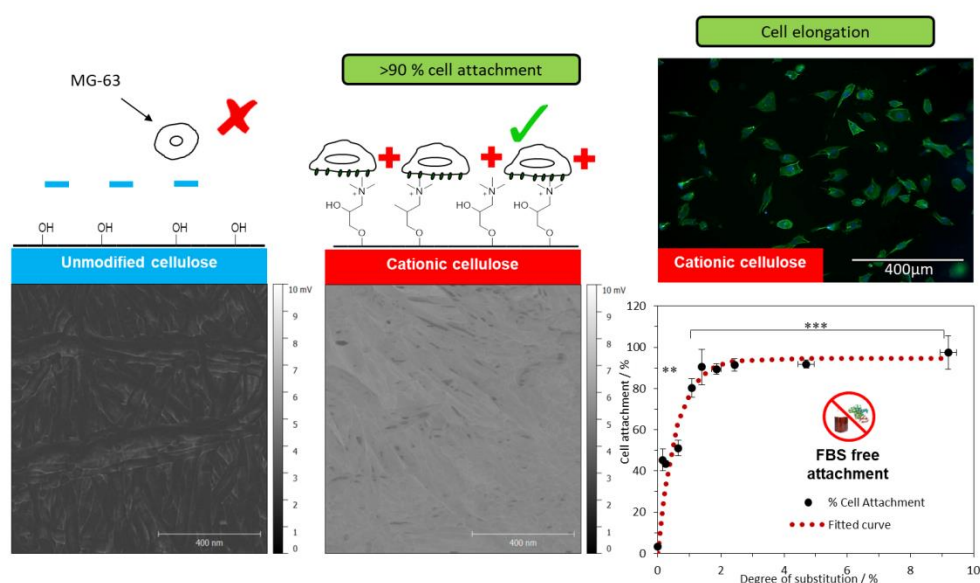 MG-63
OH
OH
OH
OH
Unmodified cellulose
10 mV
9
8
7
6
5
4
3
2
1
0
400 nm
>90 % cell attachment
N
+
HO
O
N
+
O
N
+
HO
O
N
+
HO
O
Cationic cellulose
10 mV
9
8
7
6
5
4
3
2
1
0
400 nm
Cell elongation
Cationic cellulose
400µm
Cell attachment / %
120
100
80
60
40
20
0
**
***
FBS free
attachment
% Cell Attachment
Fitted curve
0
2
4
6
8
10
Degree of substitution / %